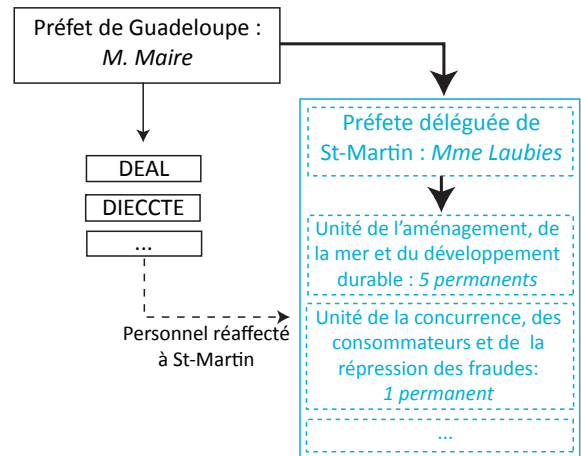 Préfet de Guadeloupe :
M. Maire
Préfete déléguée de
St-Martin : Mme Laubies
DEAL
DIECCTE
...
Unité de l'aménagement, de
la mer et du développement
durable : 5 permanents
Personnel réaffecté
à St-Martin
Unité de la concurrence, des
consommateurs et de la
répression des fraudes:
1 permanent
...